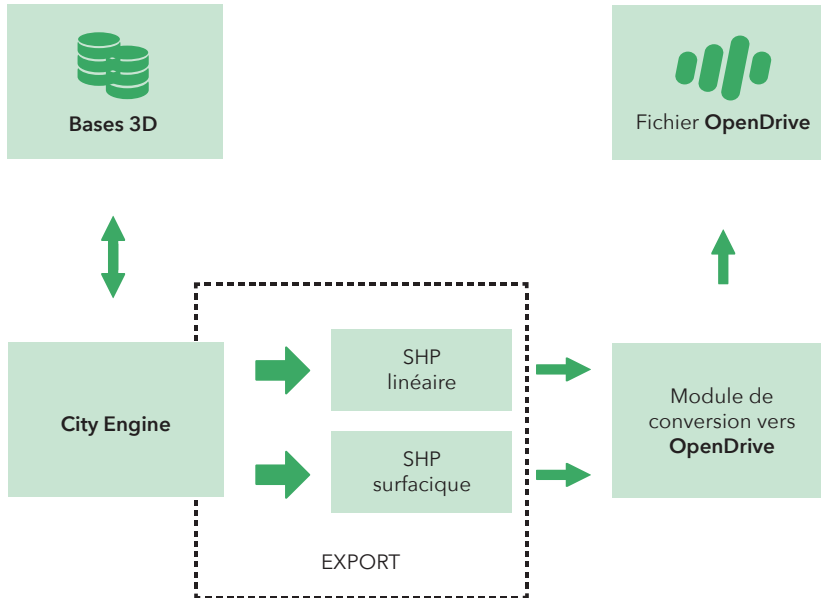 Bases 3D
Fichier OpenDrive
City Engine
SHP
linéaire
SHP
surfacique
EXPORT
Module de
conversion vers
OpenDrive